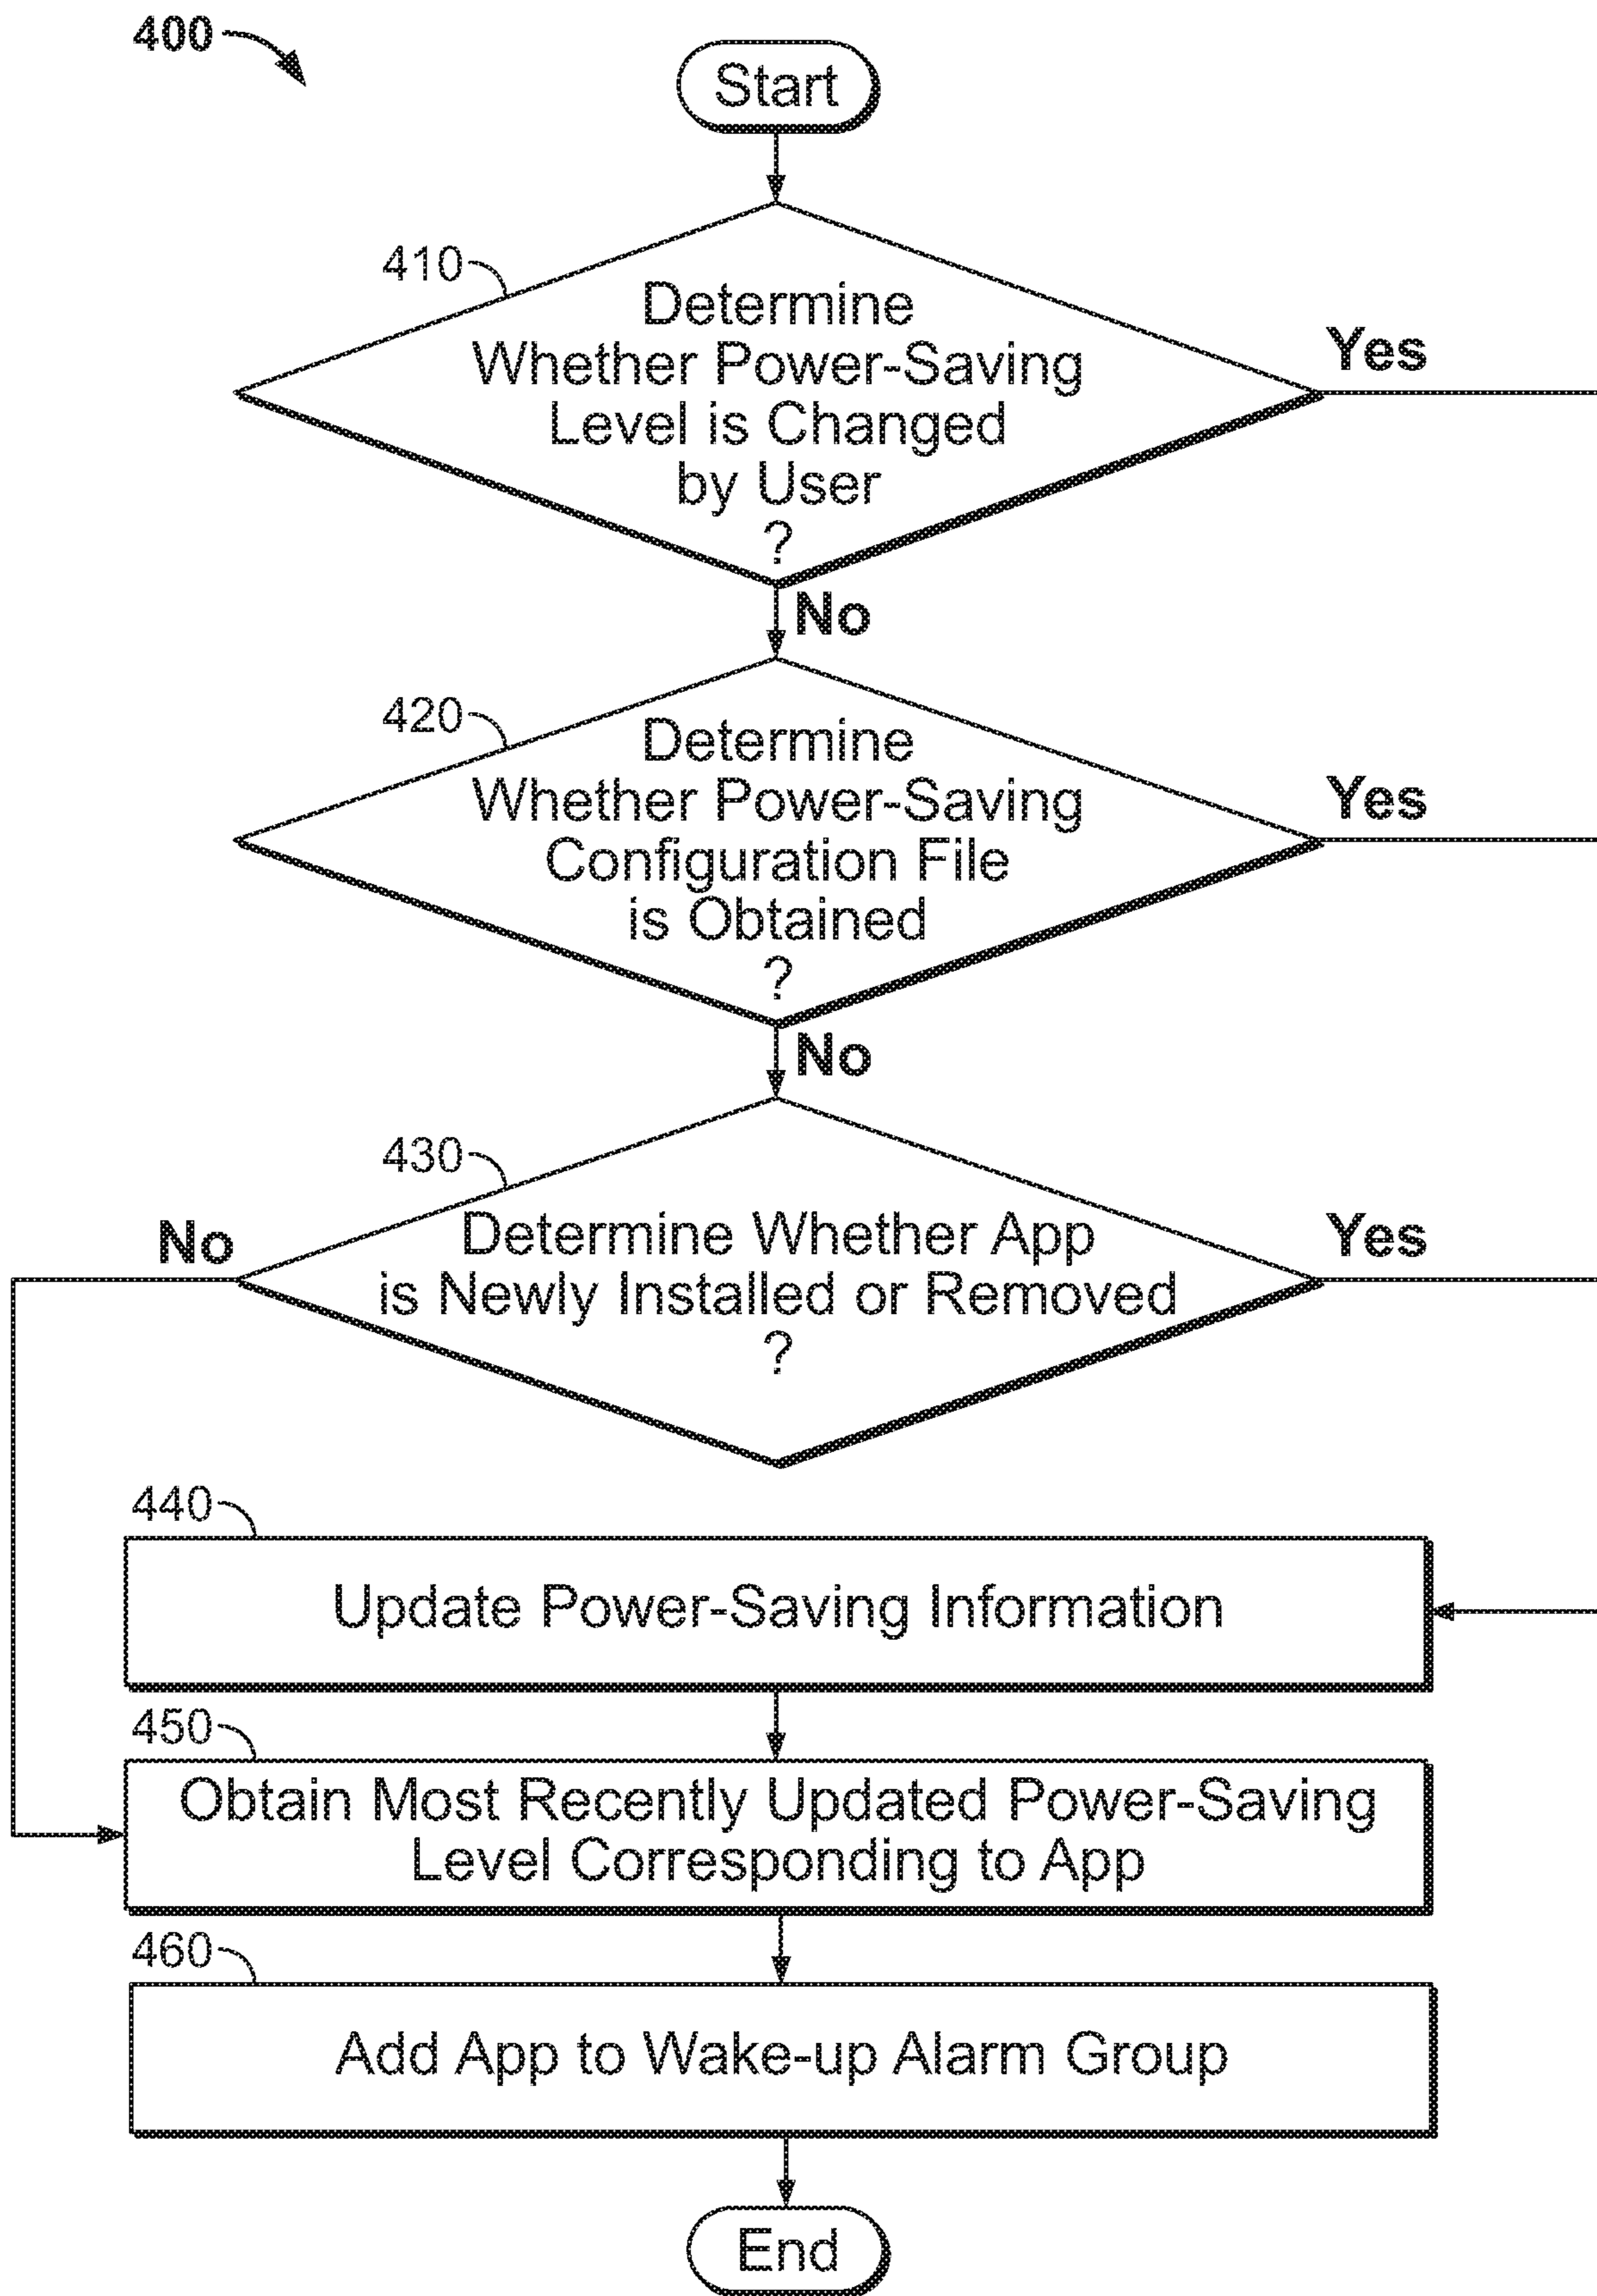 400
Start
410
Determine
Whether Power-Saving
Level is Changed
by User
?
Yes
No
420
Determine
Whether Power-Saving
Configuration File
is Obtained
?
Yes
No
430
Determine Whether App
is Newly Installed or Removed
?
No
Yes
440
Update Power-Saving Information
450
Obtain Most Recently Updated Power-Saving
Level Corresponding to App
460
Add App to Wake-up Alarm Group
End